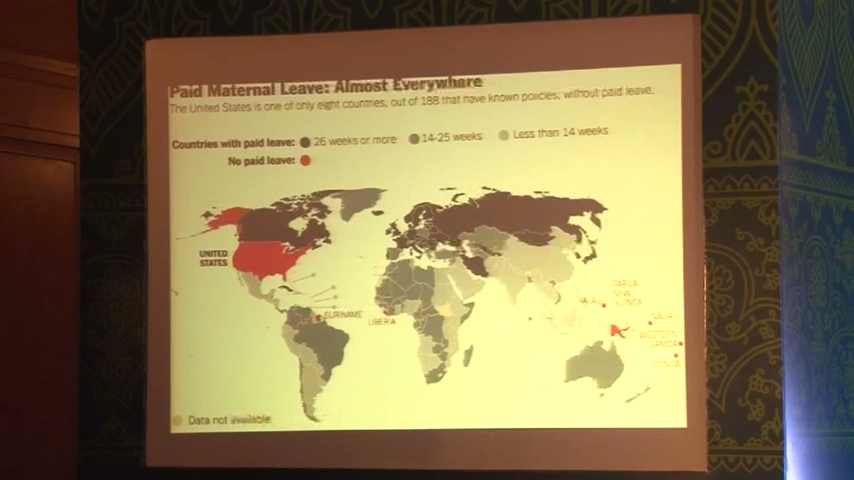 Paid Maternal Leave: Almost Everywhere
The United States is one of only eight countries, out of 188 that have known policies, without paid leave.
Countries with paid leave: 26 weeks or more 14-25 weeks Less than 14 weeks
No paid leave:
UNITED
STATES
SURINAME
LIBERIA
PALAU
PAPUA
NEW
GUINEA
NAURU
WESTERN
SAMOA
TONGA
Data not available